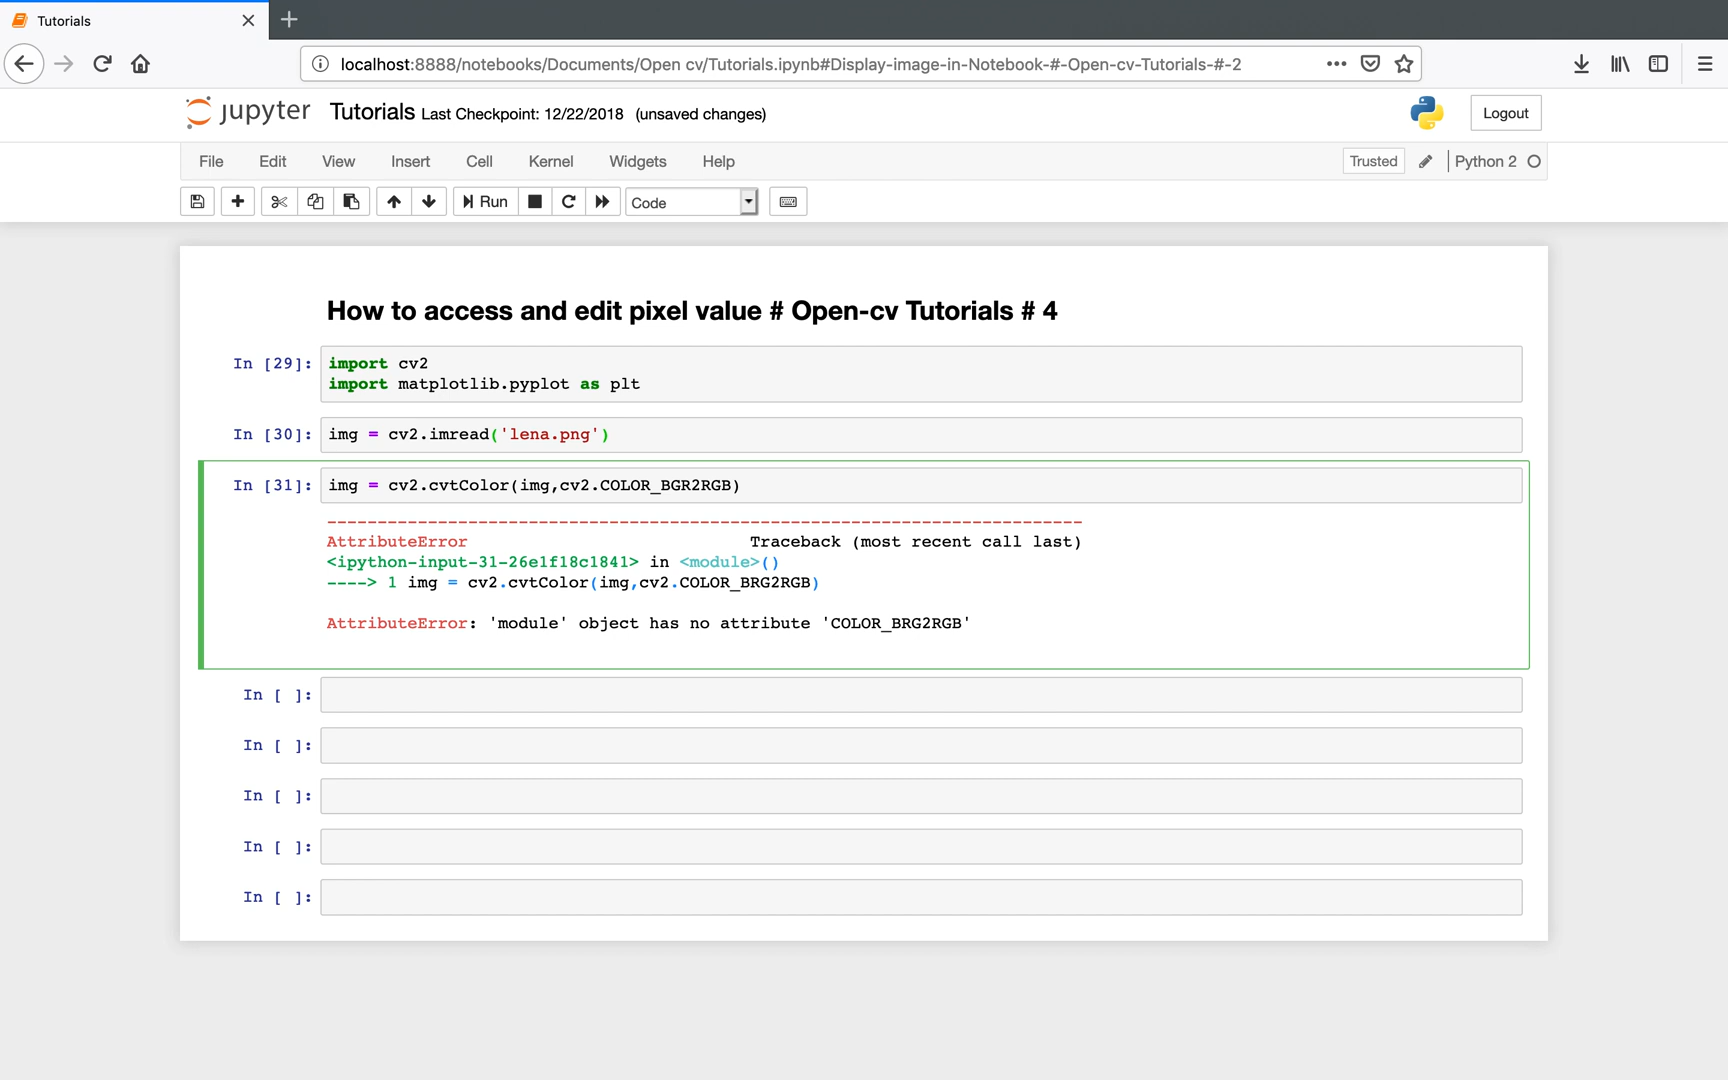 Tutorials
localhost:8888/notebooks/Documents/Open cv/Tutorials.ipynb#Display-image-in-Notebook-#-Open-cv-Tutorials-#-2
jupyter Tutorials Last Checkpoint: 12/22/2018 (unsaved changes) Logout
File Edit View Insert Cell Kernel Widgets Help Trusted Python 2
Run Code
How to access and edit pixel value # Open-cv Tutorials # 4
In [29]: import cv2
import matplotlib.pyplot as plt
In [30]: img = cv2.imread('lena.png')
In [31]: img = cv2.cvtColor(img,cv2.COLOR_BGR2RGB)
---------------------------------------------------------------------------
AttributeError Traceback (most recent call last)
<ipython-input-31-26e1f18c1841> in <module>()
----> 1 img = cv2.cvtColor(img,cv2.COLOR_BRG2RGB)
AttributeError: 'module' object has no attribute 'COLOR_BRG2RGB'
In [ ]:
In [ ]:
In [ ]:
In [ ]:
In [ ]: